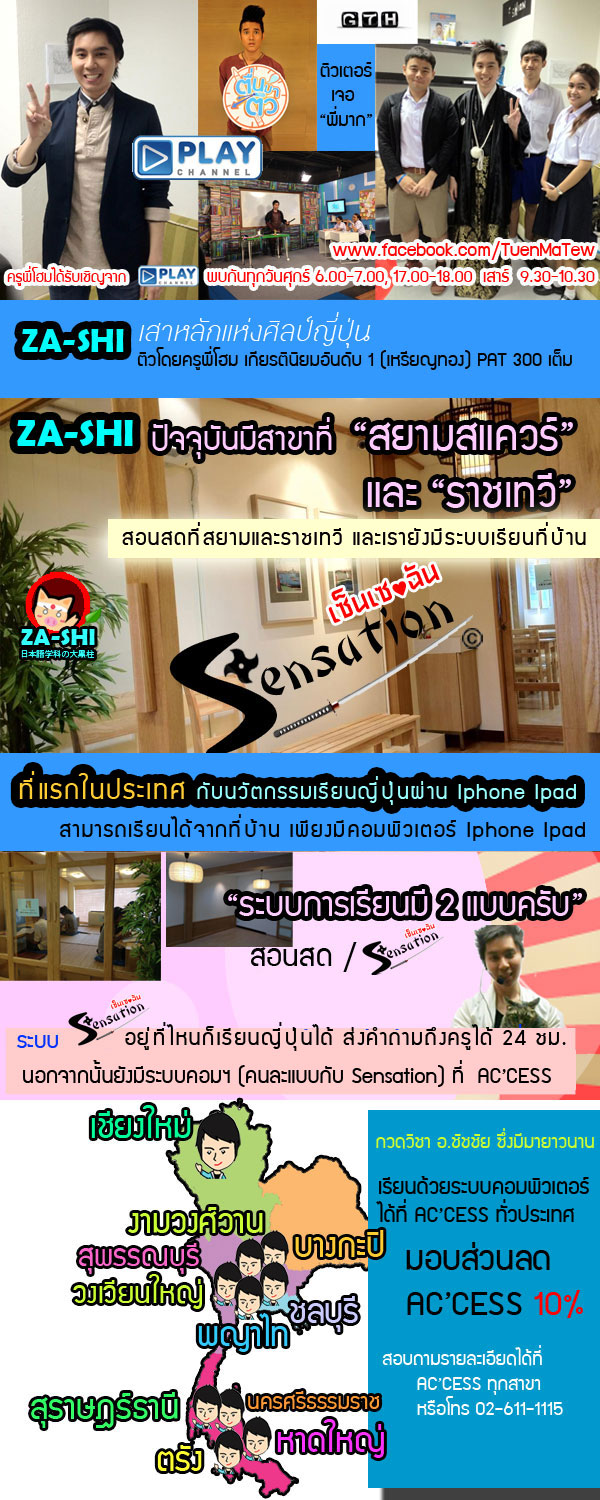 GTH
ติวเตอร์
เจอ
“พี่มาก”
ตื่นมาติว
PLAY
CHANNEL
www.facebook.com/TuenMaTew
ครูพี่โฮมได้รับเชิญจาก PLAY CHANNEL พบกันทุกวันศุกร์ 6.00-7.00, 17.00-18.00 เสาร์ 9.30-10.30
ZA-SHI เสาหลักแห่งศิลป์ญี่ปุ่น
ติวโดยครูพี่โฮม เกียรตินิยมอันดับ 1 (เหรียญทอง) PAT 300 เต็ม
ZA-SHI ปัจจุบันมีสาขาที่ “สยามสแควร์”
และ “ราชเทวี”
สอนสดที่สยามและราชเทวี และเรายังมีระบบเรียนที่บ้าน
เซ็นเซ♥ฉัน
Sensation ©
ZA-SHI
日本語学科の大黒柱
ที่แรกในประเทศ กับนวัตกรรมเรียนญี่ปุ่นผ่าน Iphone Ipad
สามารถเรียนได้จากที่บ้าน เพียงมีคอมพิวเตอร์ Iphone Ipad
“ระบบการเรียนมี 2 แบบครับ”
สอนสด / เซ็นเซ♥ฉัน Sensation
ระบบ เซ็นเซ♥ฉัน Sensation อยู่ที่ไหนก็เรียนญี่ปุ่นได้ ส่งคำถามถึงครูได้ 24 ชม.
นอกจากนั้นยังมีระบบคอมฯ (คนละแบบกับ Sensation) ที่ AC’CESS
เชียงใหม่
งามวงศ์วาน
บางกะปิ
สุพรรณบุรี
วงเวียนใหญ่
ชลบุรี
พญาไท
สุราษฎร์ธานี
นครศรีธรรมราช
หาดใหญ่
ตรัง
กวดวิชา อ.ชัชชัย ซึ่งมีมายาวนาน
เรียนด้วยระบบคอมพิวเตอร์
ได้ที่ AC’CESS ทั่วประเทศ
มอบส่วนลด
AC’CESS 10%
สอบถามรายละเอียดได้ที่
AC’CESS ทุกสาขา
หรือโทร 02-611-1115